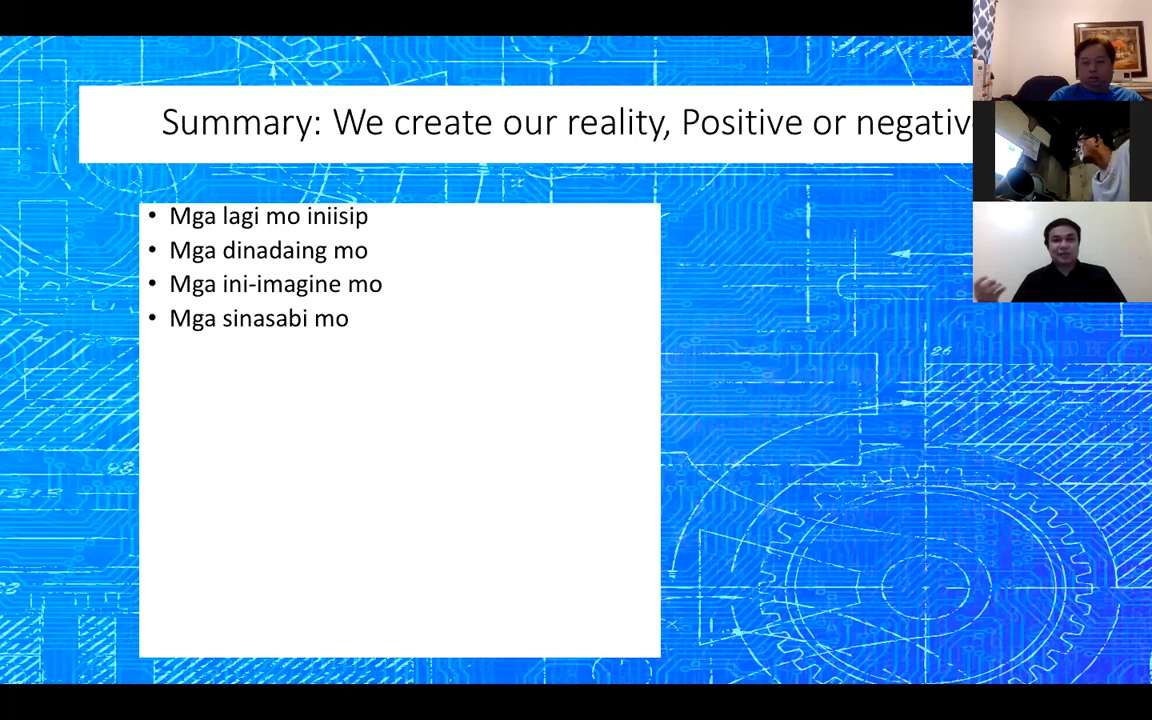 Summary: We create our reality, Positive or negativ
• Mga lagi mo iniisip
• Mga dinadaing mo
• Mga ini-imagine mo
• Mga sinasabi mo
26